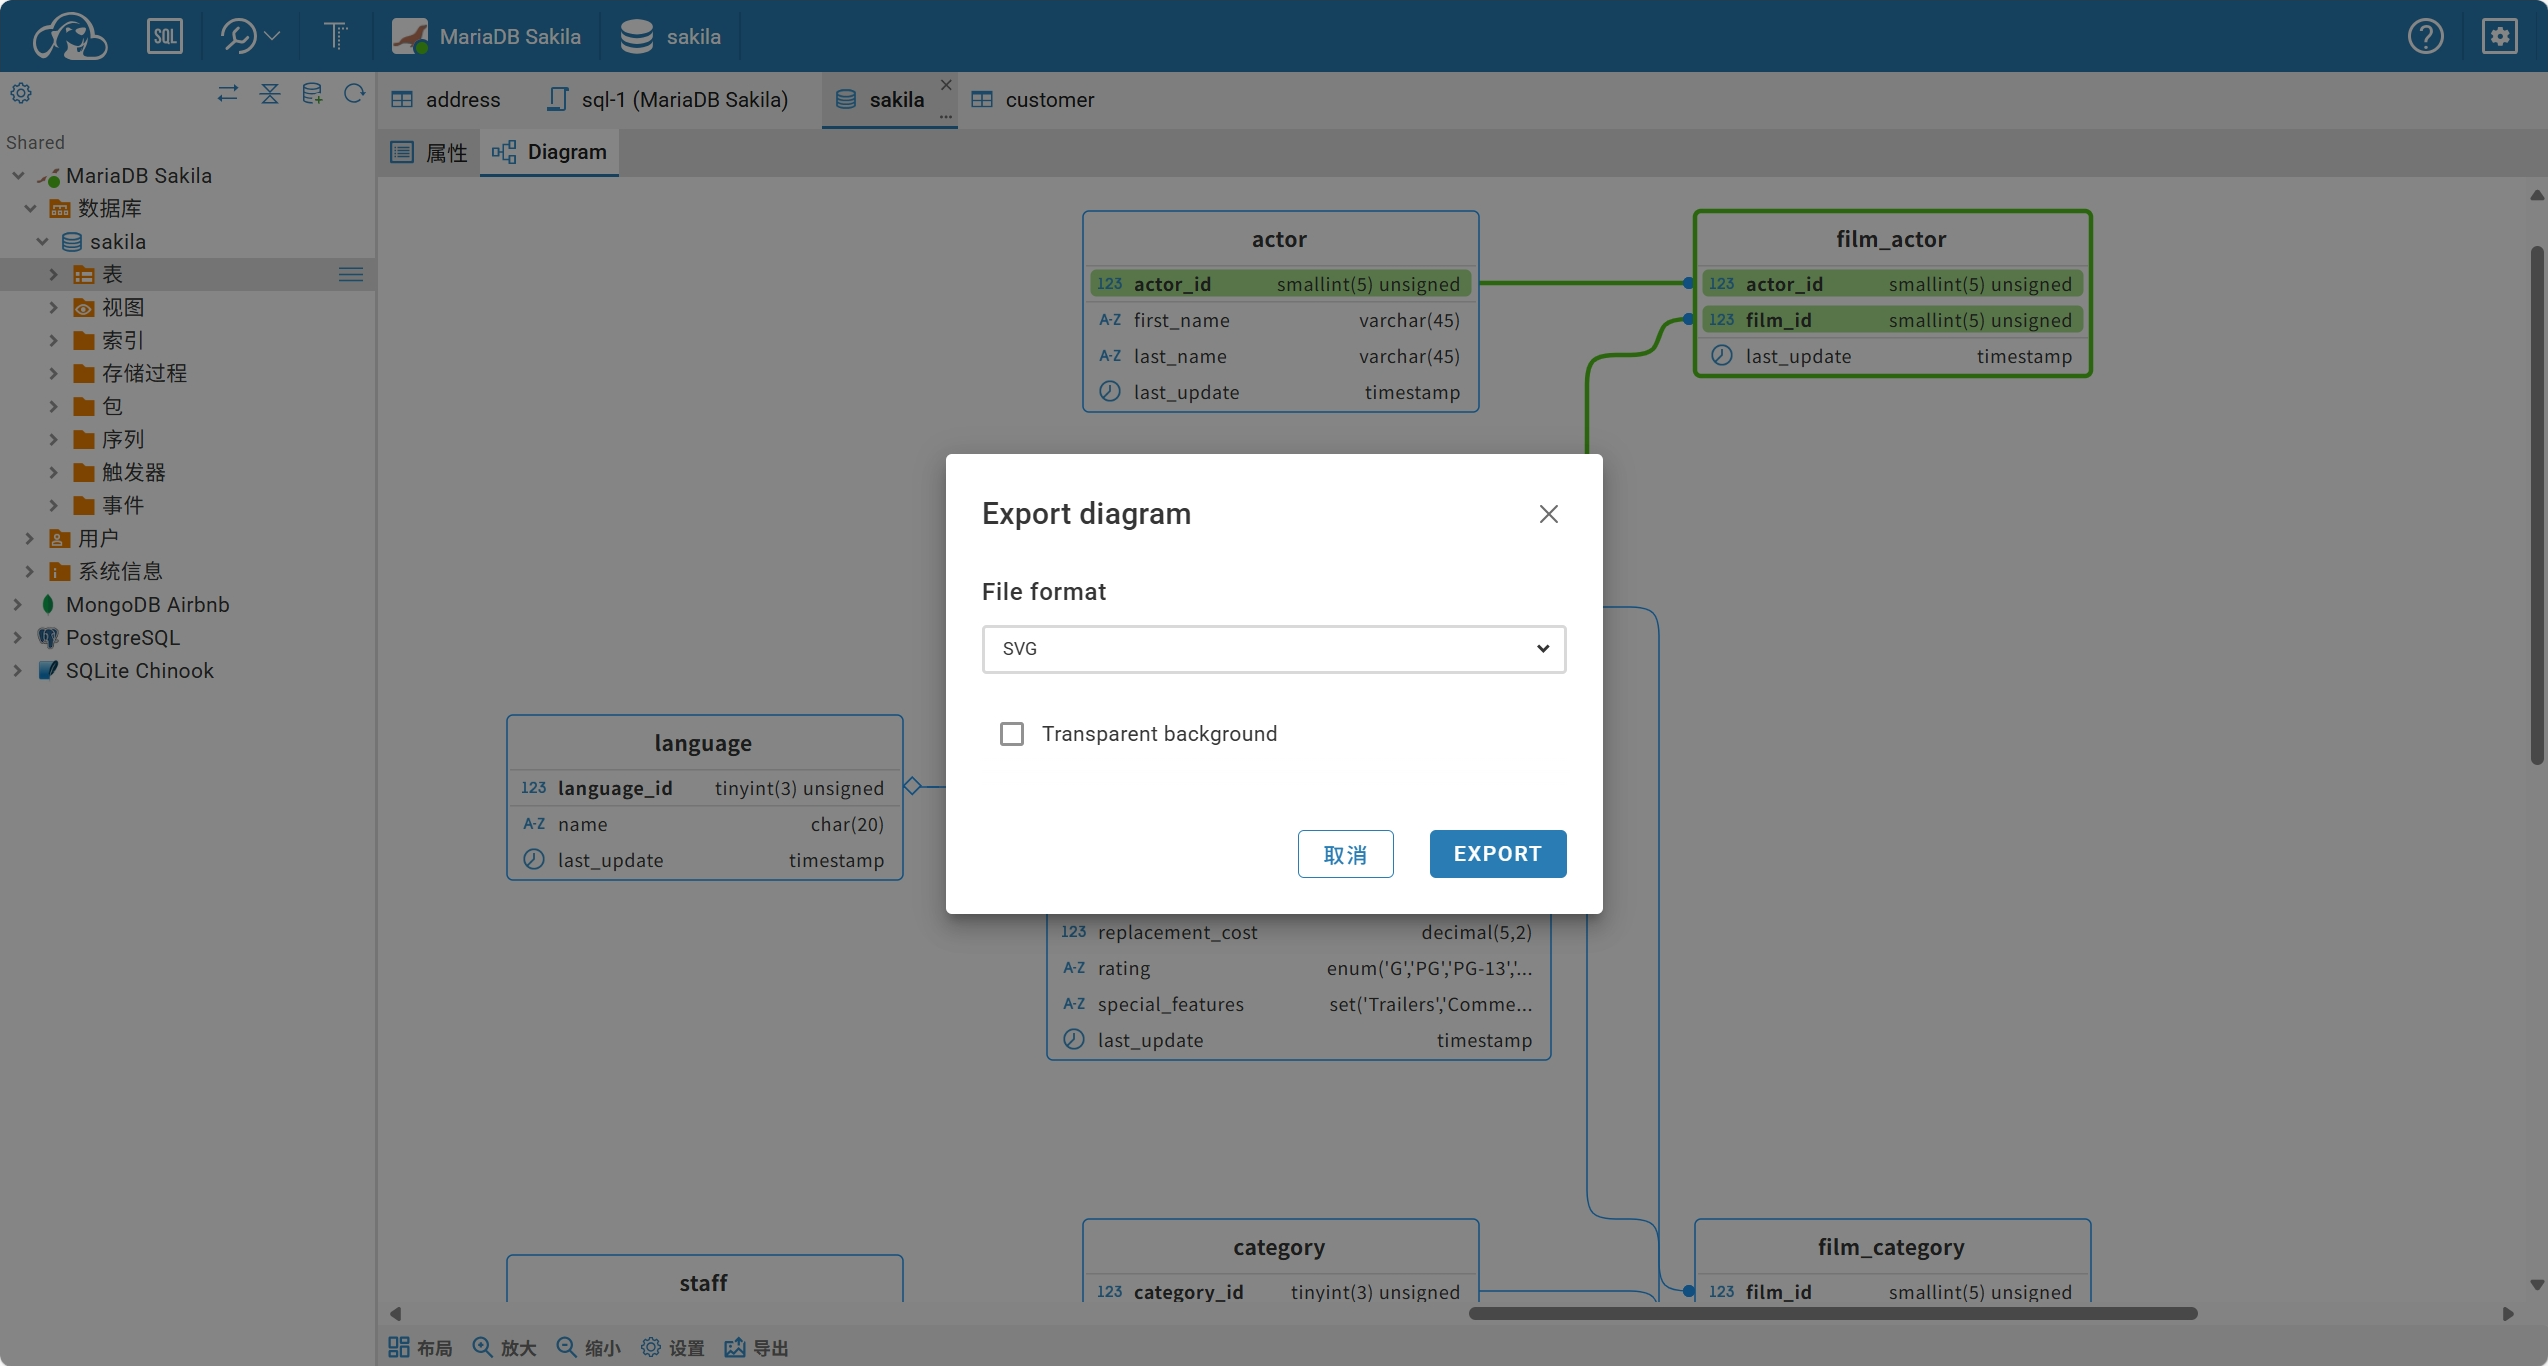 SQL
MariaDB Sakila
sakila
address
sql-1 (MariaDB Sakila)
sakila
customer
属性
Diagram
Shared
MariaDB Sakila
数据库
sakila
表
视图
索引
存储过程
包
序列
触发器
事件
用户
系统信息
MongoDB Airbnb
PostgreSQL
SQLite Chinook
actor
123 actor_id smallint(5) unsigned
A-Z first_name varchar(45)
A-Z last_name varchar(45)
last_update timestamp
film_actor
123 actor_id smallint(5) unsigned
123 film_id smallint(5) unsigned
last_update timestamp
Export diagram
File format
SVG
Transparent background
取消
EXPORT
language
123 language_id tinyint(3) unsigned
A-Z name char(20)
last_update timestamp
123 replacement_cost decimal(5,2)
A-Z rating enum('G','PG','PG-13','...
A-Z special_features set('Trailers','Comme...
last_update timestamp
staff
category
123 category_id tinyint(3) unsigned
film_category
123 film_id smallint(5) unsigned
布局
放大
缩小
设置
导出